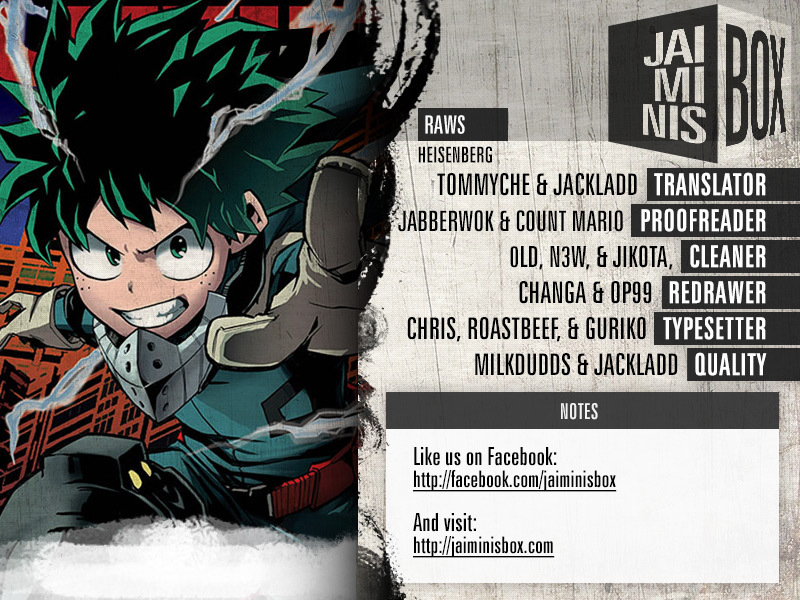 JAI
MI
NIS
BOX
RAWS
HEISENBERG
TOMMYCHE & JACKLADD TRANSLATOR
JABBERWOK & COUNT MARIO PROOFREADER
OLD, N3W, & JIKOTA, CLEANER
CHANGA & OP99 REDRAWER
CHRIS, ROASTBEEF, & GURIKO TYPESETTER
MILKDUDDS & JACKLADD QUALITY
NOTES
Like us on Facebook:
http://facebook.com/jaiminisbox
And visit:
http://jaiminisbox.com